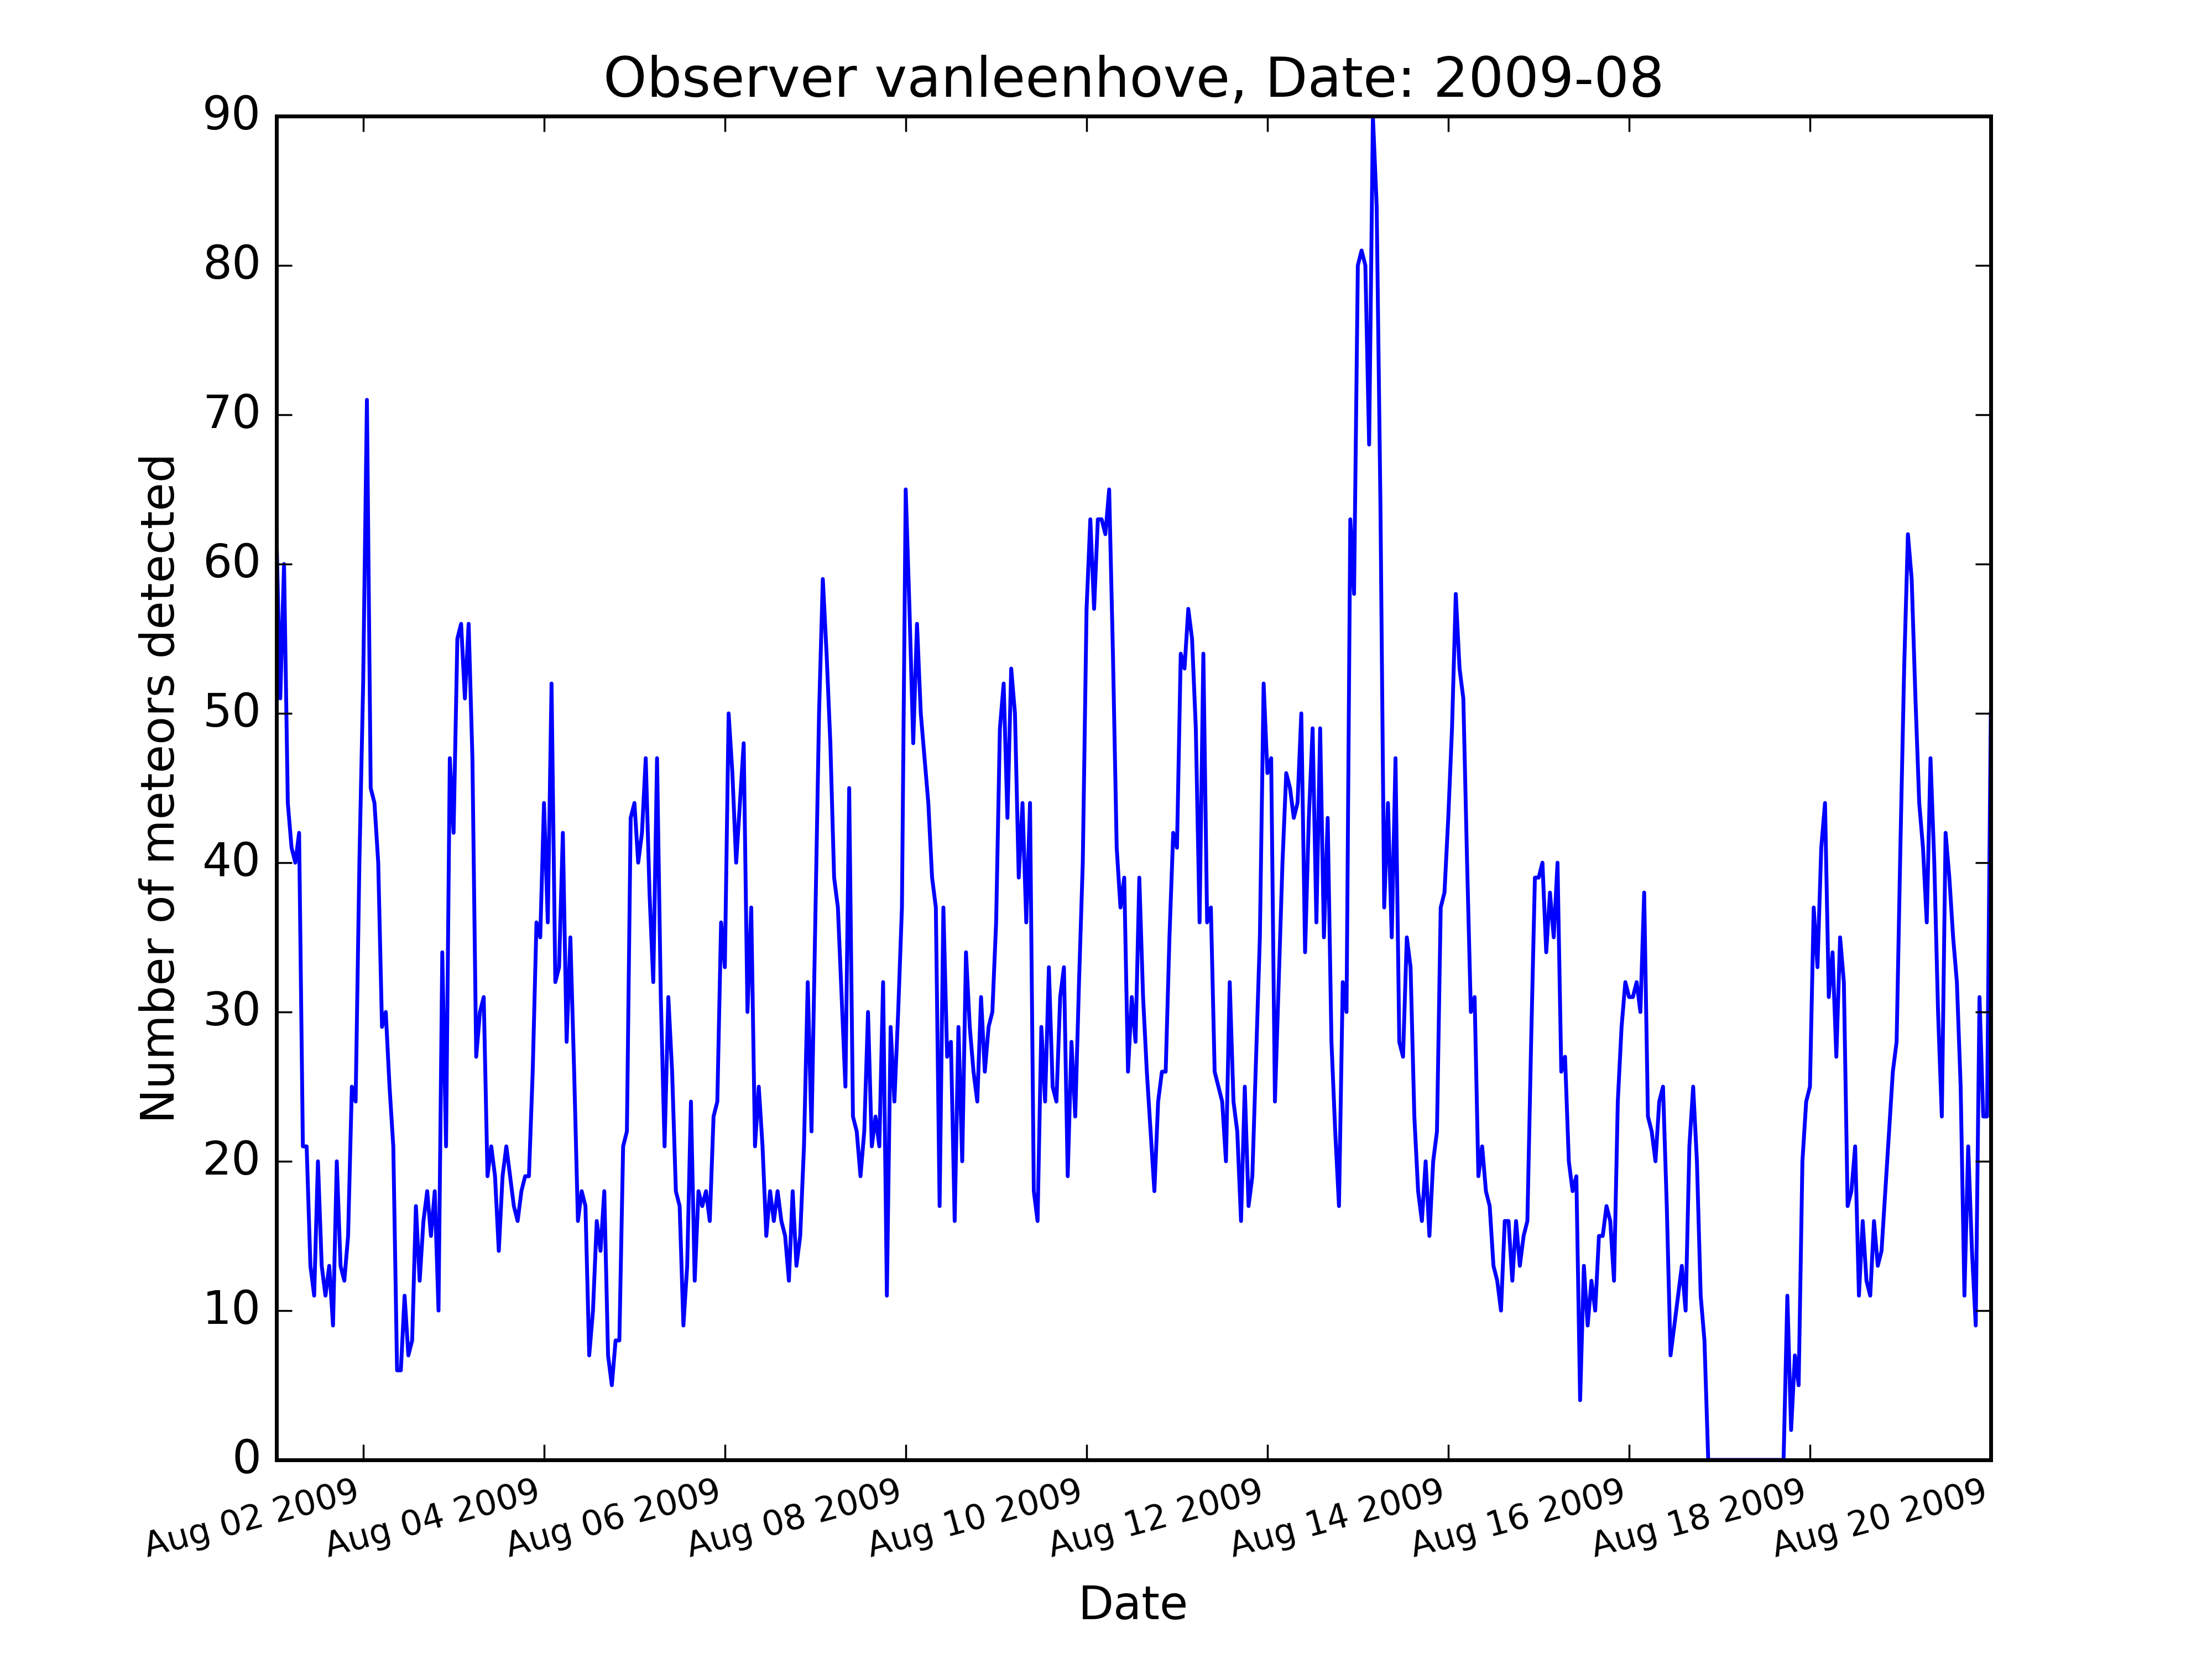 Observer vanleenhove, Date: 2009-08
90
80
70
60
50
40
30
20
10
0
Number of meteors detected
Aug 02 2009
Aug 04 2009
Aug 06 2009
Aug 08 2009
Aug 10 2009
Aug 12 2009
Aug 14 2009
Aug 16 2009
Aug 18 2009
Aug 20 2009
Date